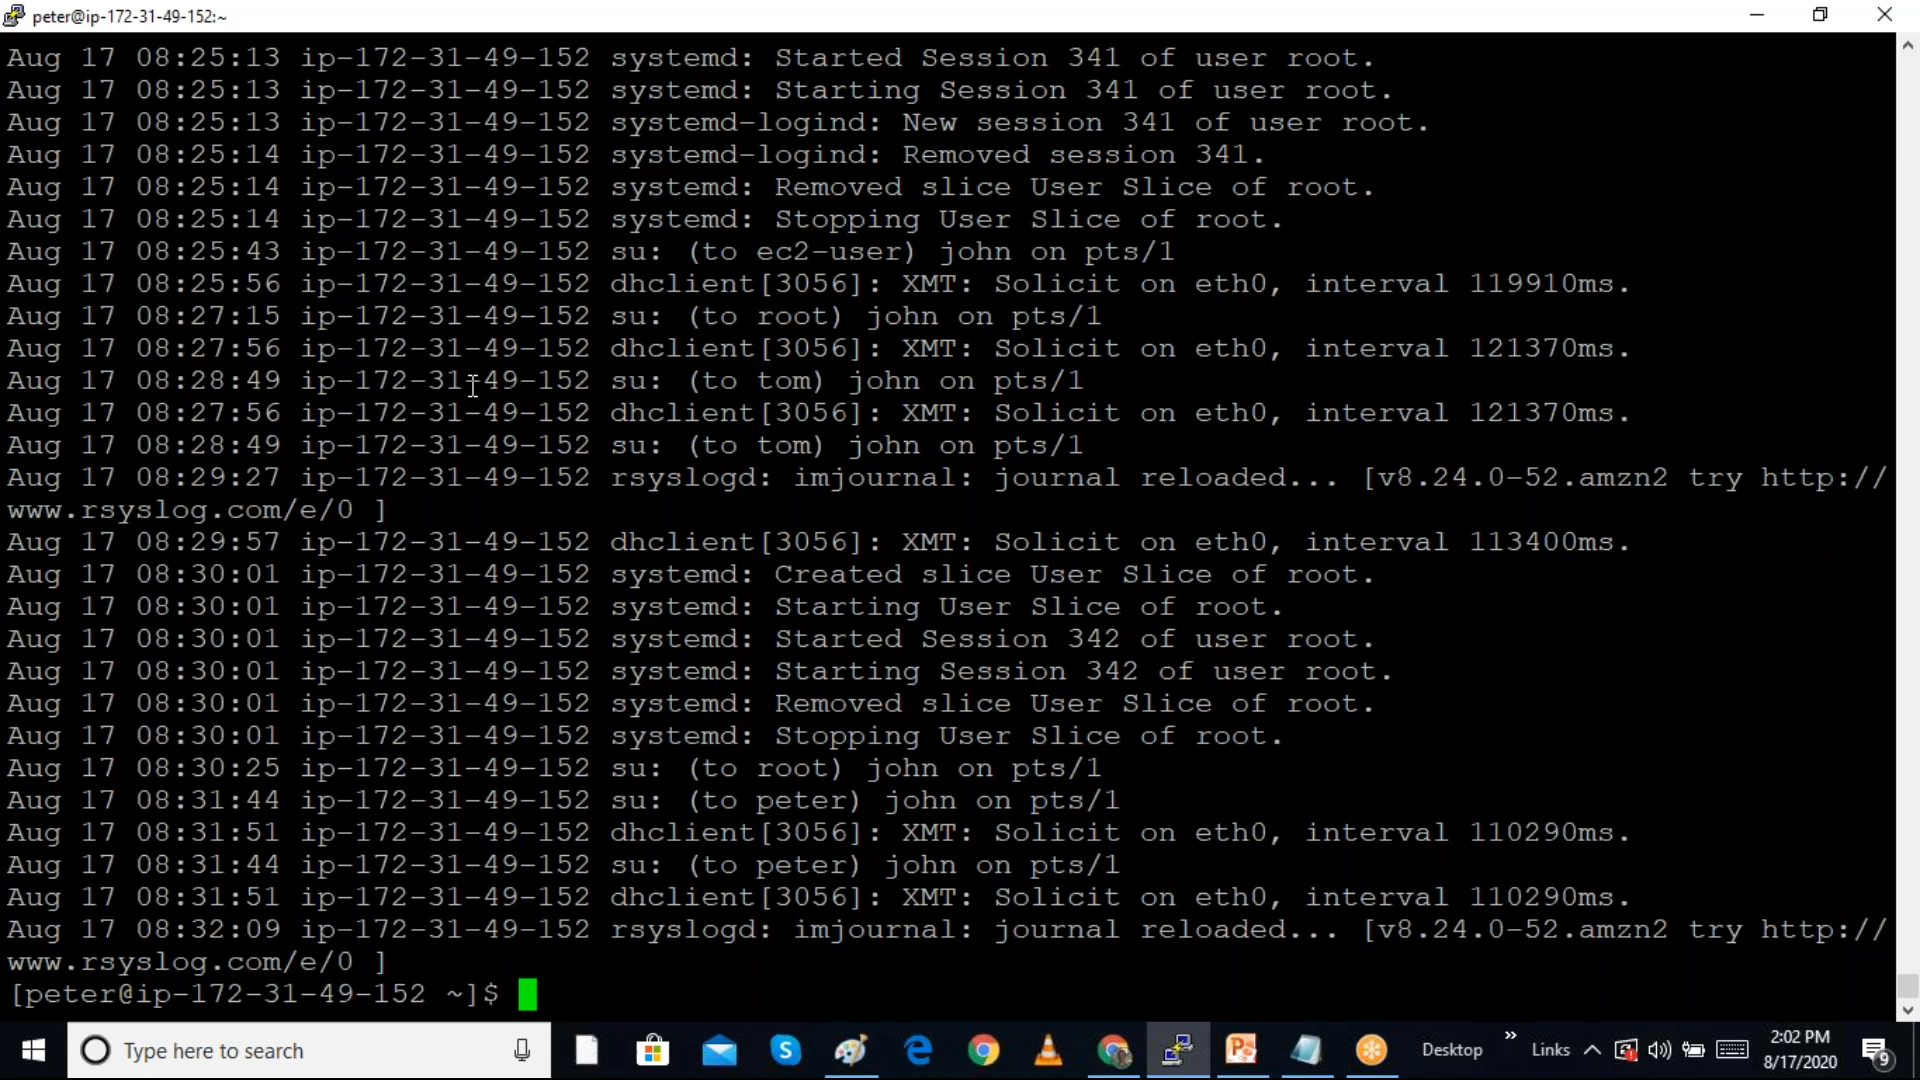 peter@ip-172-31-49-152:~
Aug 17 08:25:13 ip-172-31-49-152 systemd: Started Session 341 of user root.
Aug 17 08:25:13 ip-172-31-49-152 systemd: Starting Session 341 of user root.
Aug 17 08:25:13 ip-172-31-49-152 systemd-logind: New session 341 of user root.
Aug 17 08:25:14 ip-172-31-49-152 systemd-logind: Removed session 341.
Aug 17 08:25:14 ip-172-31-49-152 systemd: Removed slice User Slice of root.
Aug 17 08:25:14 ip-172-31-49-152 systemd: Stopping User Slice of root.
Aug 17 08:25:43 ip-172-31-49-152 su: (to ec2-user) john on pts/1
Aug 17 08:25:56 ip-172-31-49-152 dhclient[3056]: XMT: Solicit on eth0, interval 119910ms.
Aug 17 08:27:15 ip-172-31-49-152 su: (to root) john on pts/1
Aug 17 08:27:56 ip-172-31-49-152 dhclient[3056]: XMT: Solicit on eth0, interval 121370ms.
Aug 17 08:28:49 ip-172-31-49-152 su: (to tom) john on pts/1
Aug 17 08:27:56 ip-172-31-49-152 dhclient[3056]: XMT: Solicit on eth0, interval 121370ms.
Aug 17 08:28:49 ip-172-31-49-152 su: (to tom) john on pts/1
Aug 17 08:29:27 ip-172-31-49-152 rsyslogd: imjournal: journal reloaded... [v8.24.0-52.amzn2 try http://
www.rsyslog.com/e/0 ]
Aug 17 08:29:57 ip-172-31-49-152 dhclient[3056]: XMT: Solicit on eth0, interval 113400ms.
Aug 17 08:30:01 ip-172-31-49-152 systemd: Created slice User Slice of root.
Aug 17 08:30:01 ip-172-31-49-152 systemd: Starting User Slice of root.
Aug 17 08:30:01 ip-172-31-49-152 systemd: Started Session 342 of user root.
Aug 17 08:30:01 ip-172-31-49-152 systemd: Starting Session 342 of user root.
Aug 17 08:30:01 ip-172-31-49-152 systemd: Removed slice User Slice of root.
Aug 17 08:30:01 ip-172-31-49-152 systemd: Stopping User Slice of root.
Aug 17 08:30:25 ip-172-31-49-152 su: (to root) john on pts/1
Aug 17 08:31:44 ip-172-31-49-152 su: (to peter) john on pts/1
Aug 17 08:31:51 ip-172-31-49-152 dhclient[3056]: XMT: Solicit on eth0, interval 110290ms.
Aug 17 08:31:44 ip-172-31-49-152 su: (to peter) john on pts/1
Aug 17 08:31:51 ip-172-31-49-152 dhclient[3056]: XMT: Solicit on eth0, interval 110290ms.
Aug 17 08:32:09 ip-172-31-49-152 rsyslogd: imjournal: journal reloaded... [v8.24.0-52.amzn2 try http://
www.rsyslog.com/e/0 ]
[peter@ip-172-31-49-152 ~]$
Type here to search
Desktop
Links
2:02 PM
8/17/2020
9